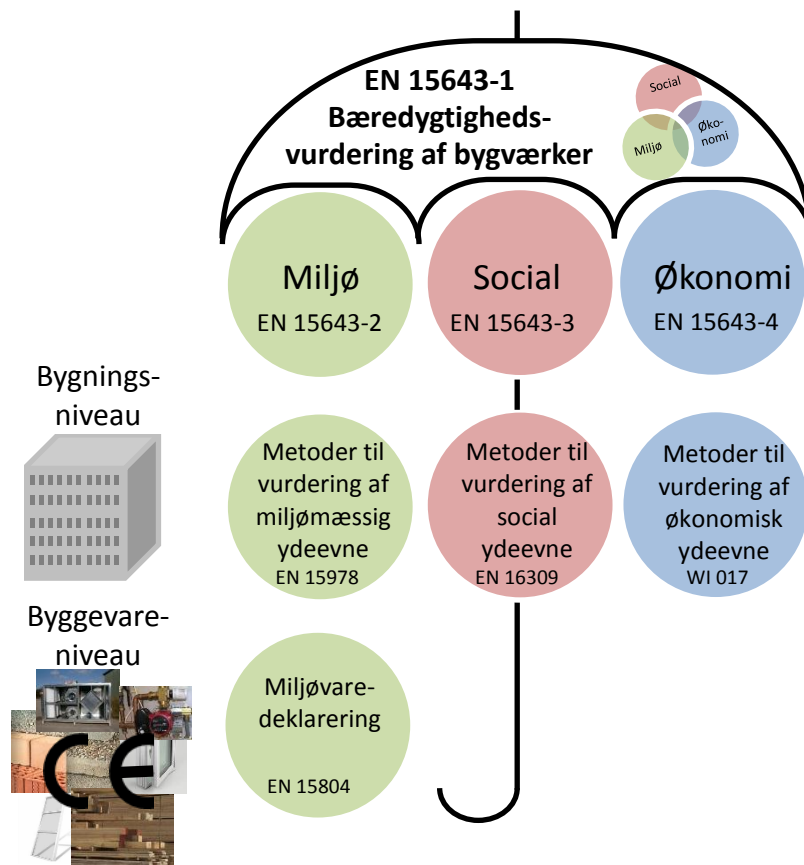 EN 15643-1
Bæredygtigheds-
vurdering af bygværker
Social
Miljø
Øko-
nomi
Miljø
EN 15643-2
Social
EN 15643-3
Økonomi
EN 15643-4
Bygnings-
niveau
Metoder til
vurdering af
miljømæssig
ydeevne
EN 15978
Metoder til
vurdering af
social
ydeevne
EN 16309
Metoder til
vurdering af
økonomisk
ydeevne
WI 017
Byggevare-
niveau
CE
Miljøvare-
deklarering
EN 15804